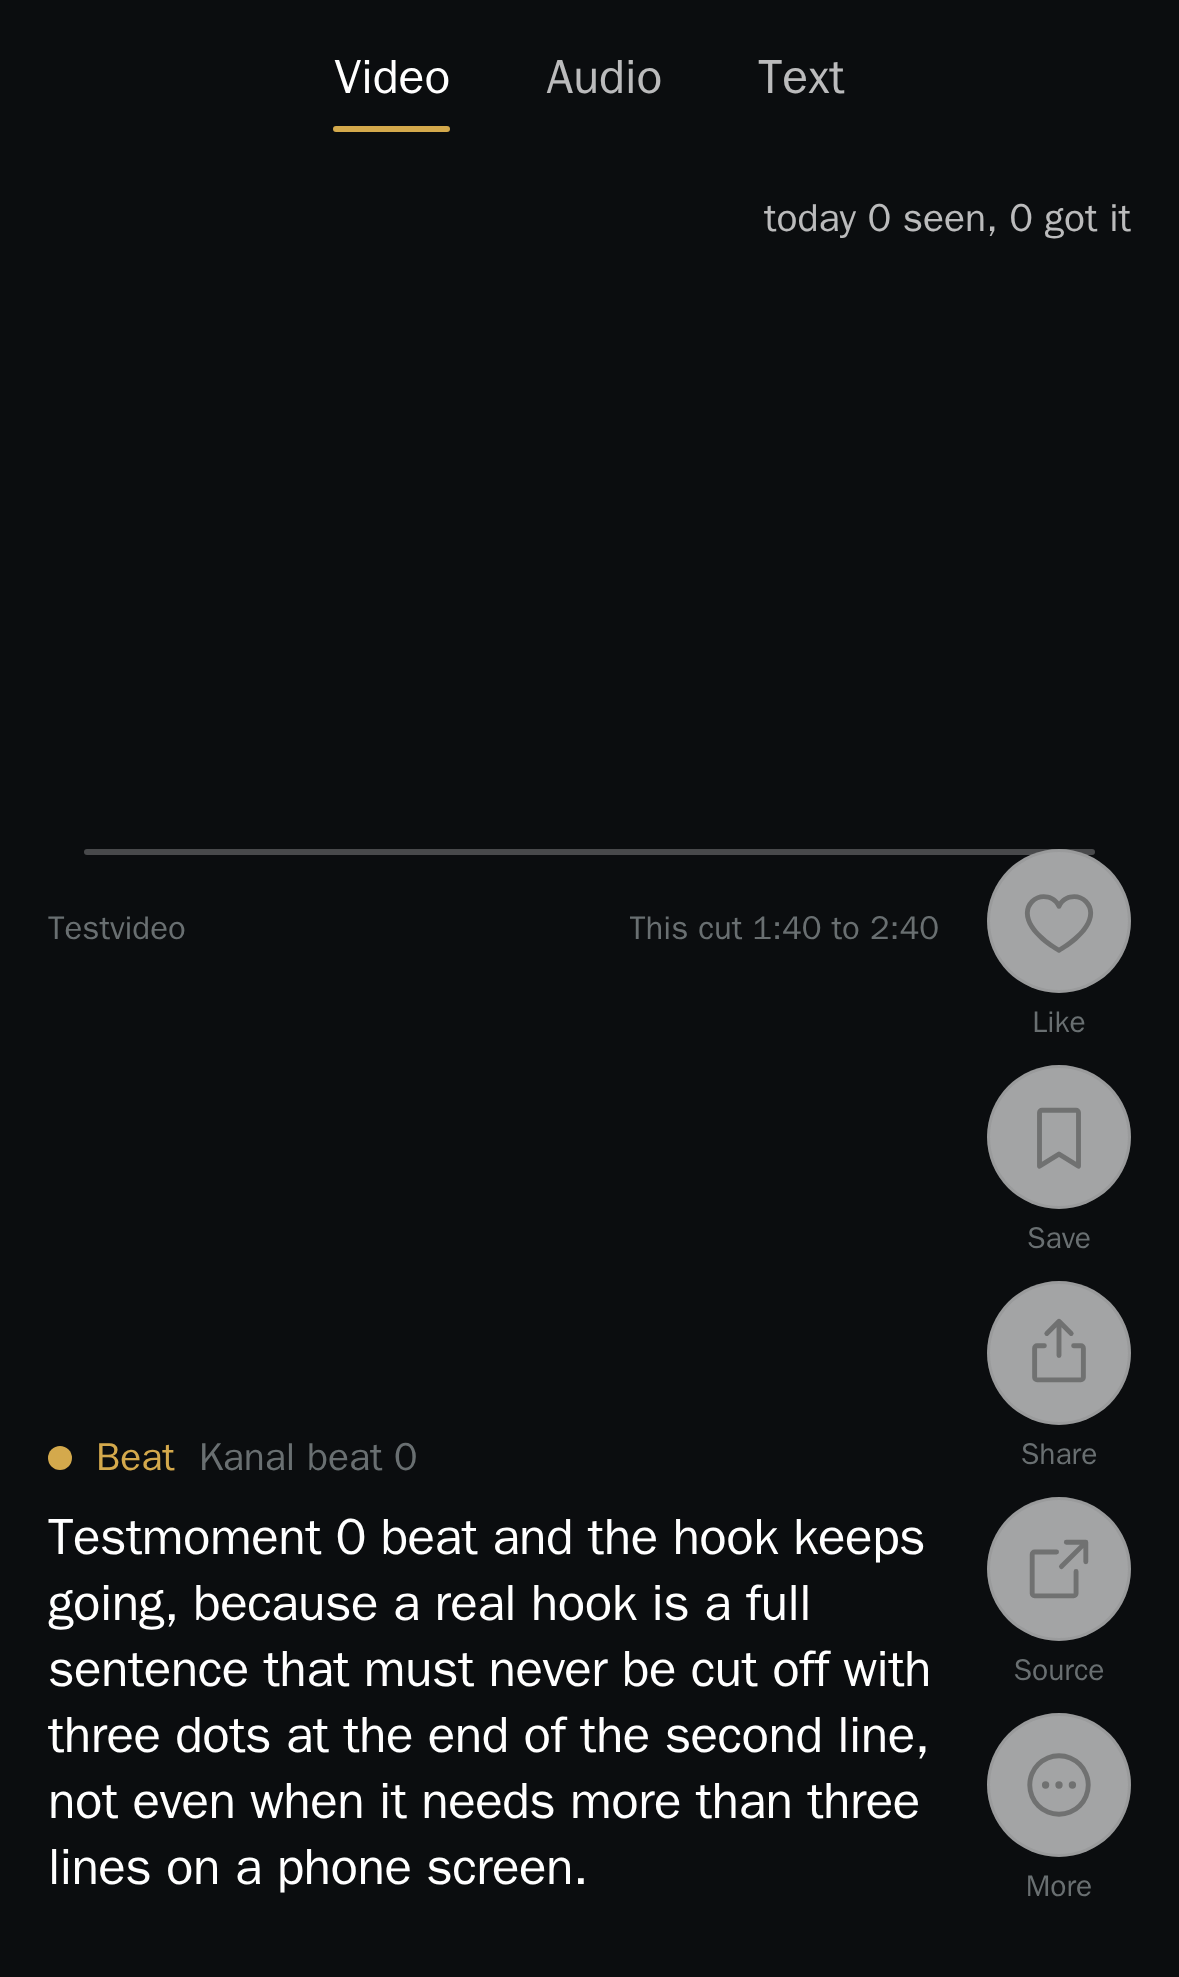 Video Audio Text
today 0 seen, 0 got it
Testvideo This cut 1:40 to 2:40
Like
Save
Share
Beat Kanal beat 0
Testmoment 0 beat and the hook keeps
going, because a real hook is a full
sentence that must never be cut off with
three dots at the end of the second line,
not even when it needs more than three
lines on a phone screen.
Source
More